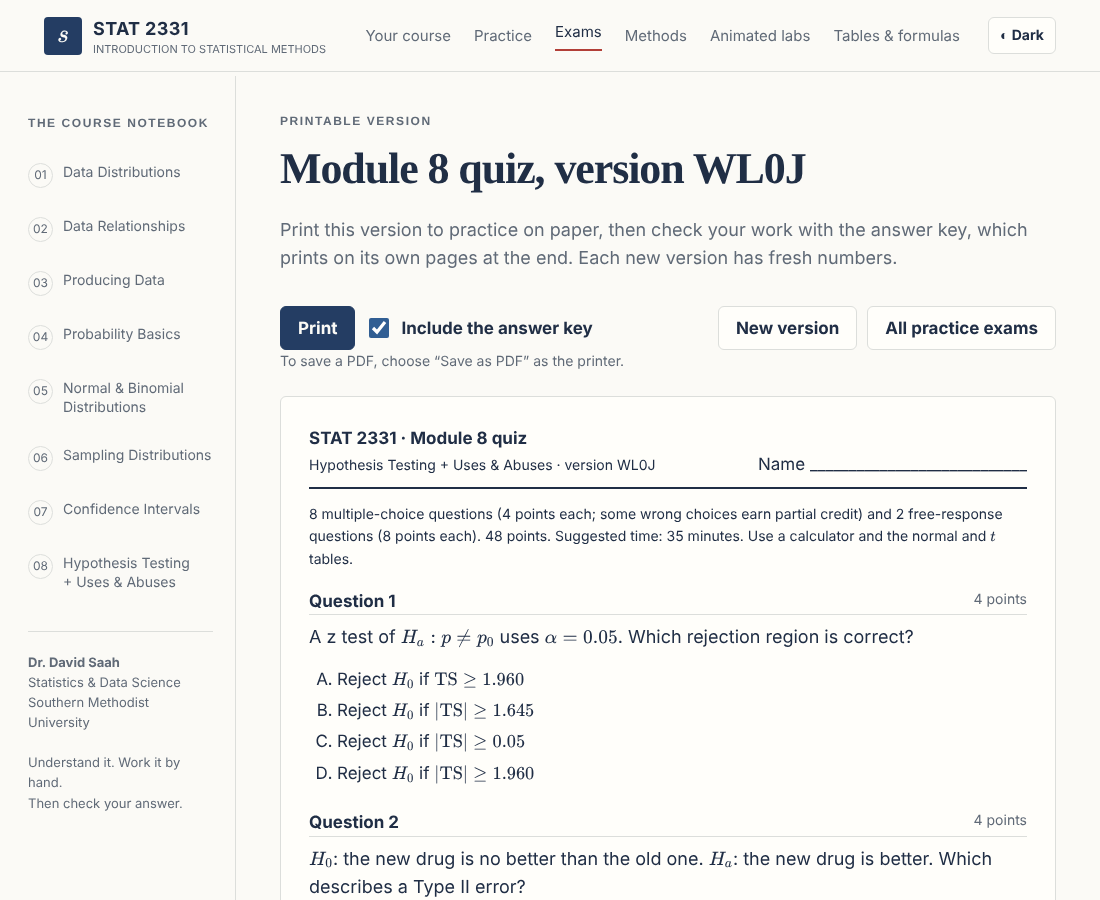 s
STAT 2331
INTRODUCTION TO STATISTICAL METHODS
Your course
Practice
Exams
Methods
Animated labs
Tables & formulas
Dark
THE COURSE NOTEBOOK
01 Data Distributions
02 Data Relationships
03 Producing Data
04 Probability Basics
05 Normal & Binomial
Distributions
06 Sampling Distributions
07 Confidence Intervals
08 Hypothesis Testing
+ Uses & Abuses
Dr. David Saah
Statistics & Data Science
Southern Methodist
University
Understand it. Work it by
hand.
Then check your answer.
PRINTABLE VERSION
Module 8 quiz, version WL0J
Print this version to practice on paper, then check your work with the answer key, which
prints on its own pages at the end. Each new version has fresh numbers.
Print
Include the answer key
New version
All practice exams
To save a PDF, choose “Save as PDF” as the printer.
STAT 2331 · Module 8 quiz
Hypothesis Testing + Uses & Abuses · version WL0J
Name ___________________________
8 multiple-choice questions (4 points each; some wrong choices earn partial credit) and 2 free-response
questions (8 points each). 48 points. Suggested time: 35 minutes. Use a calculator and the normal and t
tables.
Question 1
4 points
A z test of Hₐ : p ≠ p₀ uses α = 0.05. Which rejection region is correct?
A. Reject H₀ if TS ≥ 1.960
B. Reject H₀ if |TS| ≥ 1.645
C. Reject H₀ if |TS| ≥ 0.05
D. Reject H₀ if |TS| ≥ 1.960
Question 2
4 points
H₀: the new drug is no better than the old one. Hₐ: the new drug is better. Which
describes a Type II error?